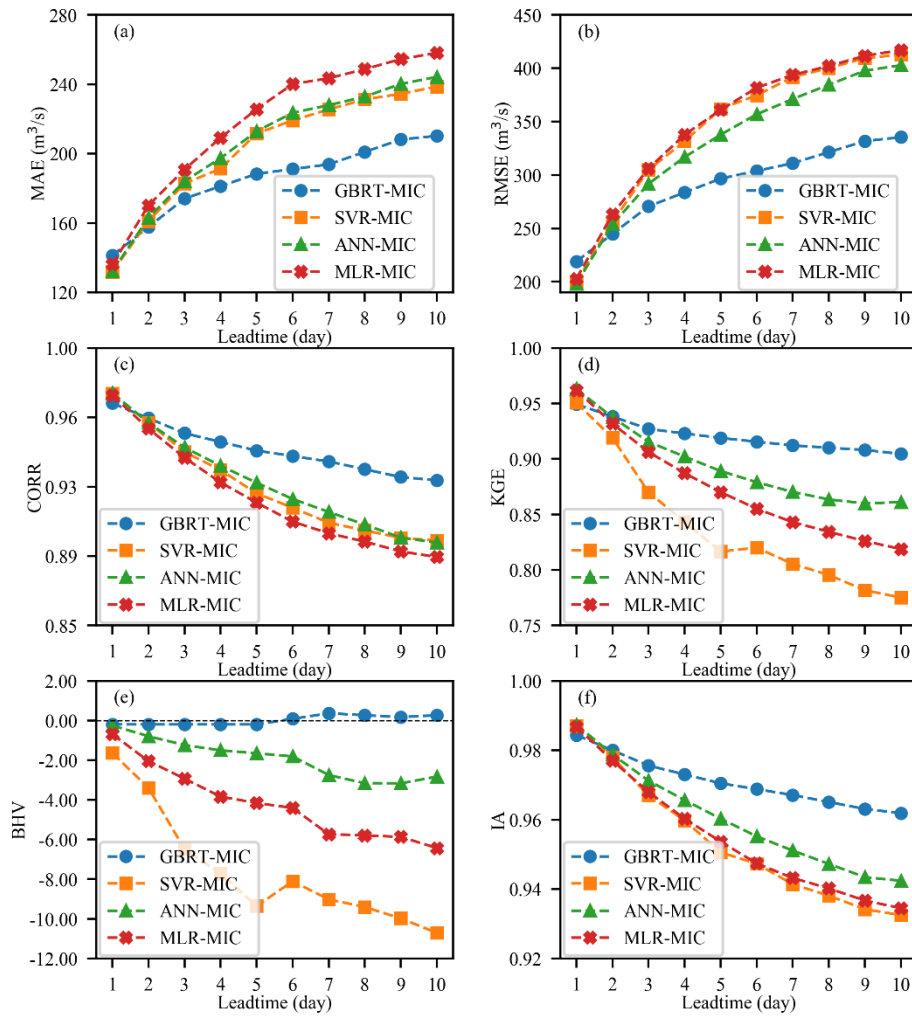 (a)
MAE (m³/s)
280
240
200
160
120
GBRT-MIC
SVR-MIC
ANN-MIC
MLR-MIC
1 2 3 4 5 6 7 8 9 10
Leadtime (day)
(b)
RMSE (m³/s)
450
400
350
300
250
200
GBRT-MIC
SVR-MIC
ANN-MIC
MLR-MIC
1 2 3 4 5 6 7 8 9 10
Leadtime (day)
(c)
CORR
1.00
0.96
0.93
0.89
0.85
GBRT-MIC
SVR-MIC
ANN-MIC
MLR-MIC
1 2 3 4 5 6 7 8 9 10
Leadtime (day)
(d)
KGE
1.00
0.95
0.90
0.85
0.80
0.75
GBRT-MIC
SVR-MIC
ANN-MIC
MLR-MIC
1 2 3 4 5 6 7 8 9 10
Leadtime (day)
(e)
BHV
2.00
0.00
-2.00
-4.00
-6.00
-8.00
-10.00
-12.00
GBRT-MIC
SVR-MIC
ANN-MIC
MLR-MIC
1 2 3 4 5 6 7 8 9 10
Leadtime (day)
(f)
IA
1.00
0.98
0.96
0.94
0.92
GBRT-MIC
SVR-MIC
ANN-MIC
MLR-MIC
1 2 3 4 5 6 7 8 9 10
Leadtime (day)